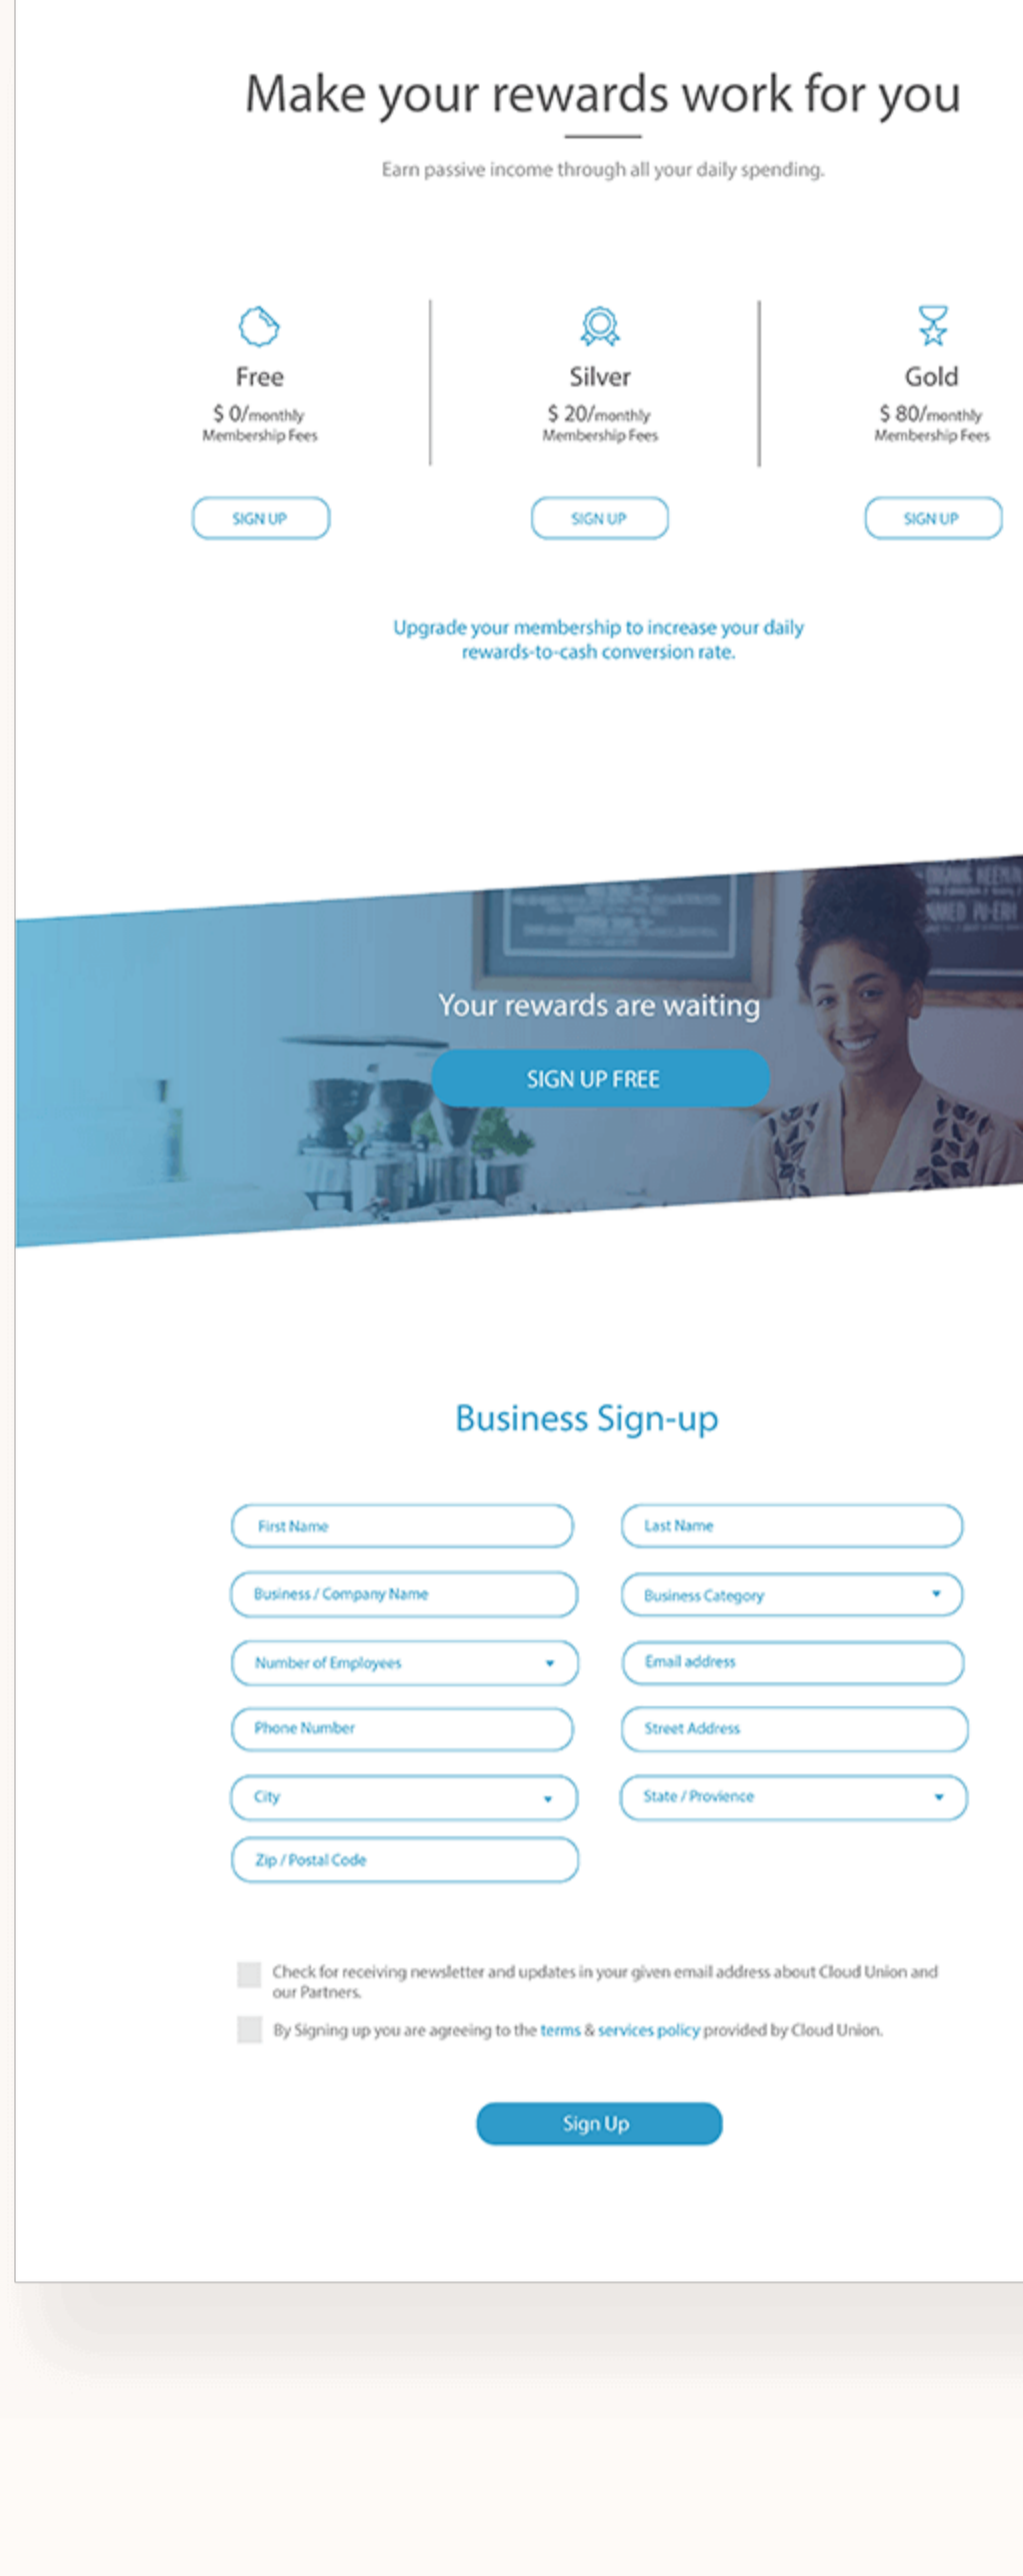 Make your rewards work for you
Earn passive income through all your daily spending.
Free
$ 0/monthly
Membership Fees
SIGN UP
Silver
$ 20/monthly
Membership Fees
SIGN UP
Gold
$ 80/monthly
Membership Fees
SIGN UP
Upgrade your membership to increase your daily
rewards-to-cash conversion rate.
Your rewards are waiting
SIGN UP FREE
Business Sign-up
First Name
Last Name
Business / Company Name
Business Category
Number of Employees
Email address
Phone Number
Street Address
City
State / Provience
Zip / Postal Code
Check for receiving newsletter and updates in your given email address about Cloud Union and
our Partners.
By Signing up you are agreeing to the terms & services policy provided by Cloud Union.
Sign Up